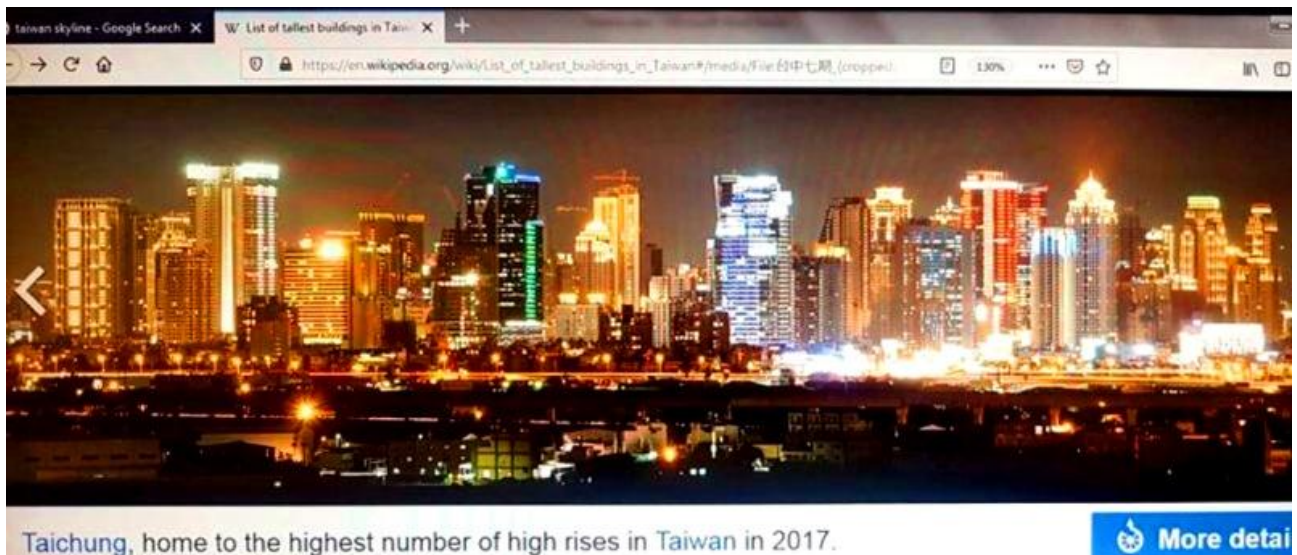 taiwan skyline - Google Search X W List of tallest buildings in Taiw X +
https://en.wikipedia.org/wiki/List_of_tallest_buildings_in_Taiwan#/media/File:台中七期_(cropped). 130%
Taichung, home to the highest number of high rises in Taiwan in 2017.
More detai